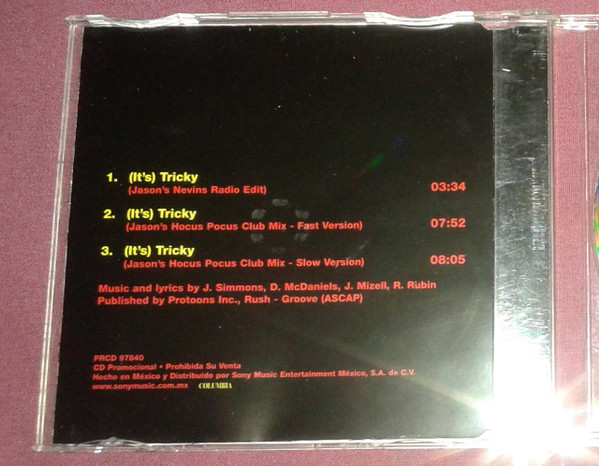 1. (It's) Tricky
(Jason's Nevins Radio Edit) 03:34
2. (It's) Tricky
(Jason's Hocus Pocus Club Mix - Fast Version) 07:52
3. (It's) Tricky
(Jason's Hocus Pocus Club Mix - Slow Version) 08:05
Music and lyrics by J. Simmons, D. McDaniels, J. Mizell, R. Rubin
Published by Protoons Inc., Rush - Groove (ASCAP)
PRCD 97840
CD Promocional • Prohibida Su Venta
Hecho en México y Distribuido por Sony Music Entertainment México, S.A. de C.V.
www.sonymusic.com.mx COLUMBIA